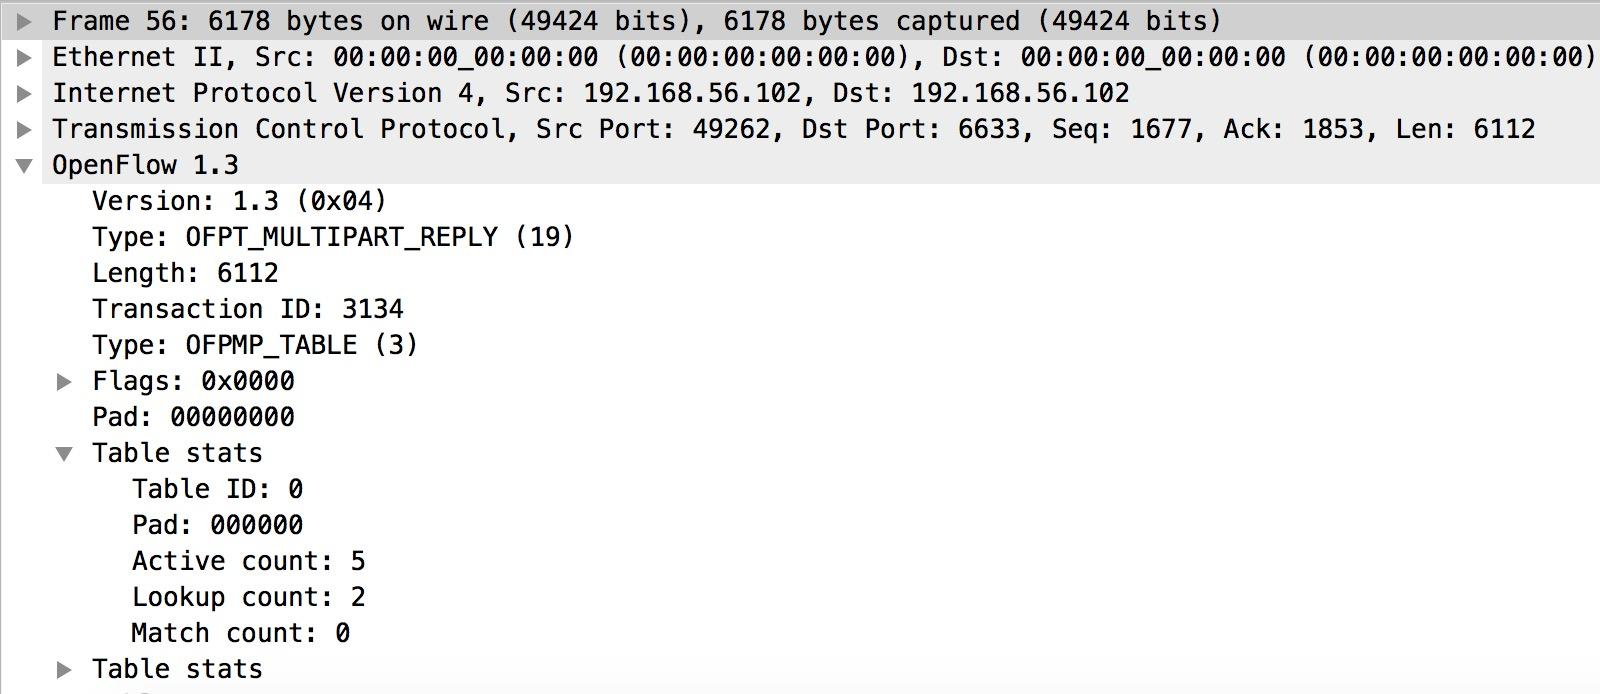 Frame 56: 6178 bytes on wire (49424 bits), 6178 bytes captured (49424 bits)
Ethernet II, Src: 00:00:00_00:00:00 (00:00:00:00:00:00), Dst: 00:00:00_00:00:00 (00:00:00:00:00:00)
Internet Protocol Version 4, Src: 192.168.56.102, Dst: 192.168.56.102
Transmission Control Protocol, Src Port: 49262, Dst Port: 6633, Seq: 1677, Ack: 1853, Len: 6112
OpenFlow 1.3
Version: 1.3 (0x04)
Type: OFPT_MULTIPART_REPLY (19)
Length: 6112
Transaction ID: 3134
Type: OFPMP_TABLE (3)
Flags: 0x0000
Pad: 00000000
Table stats
Table ID: 0
Pad: 000000
Active count: 5
Lookup count: 2
Match count: 0
Table stats